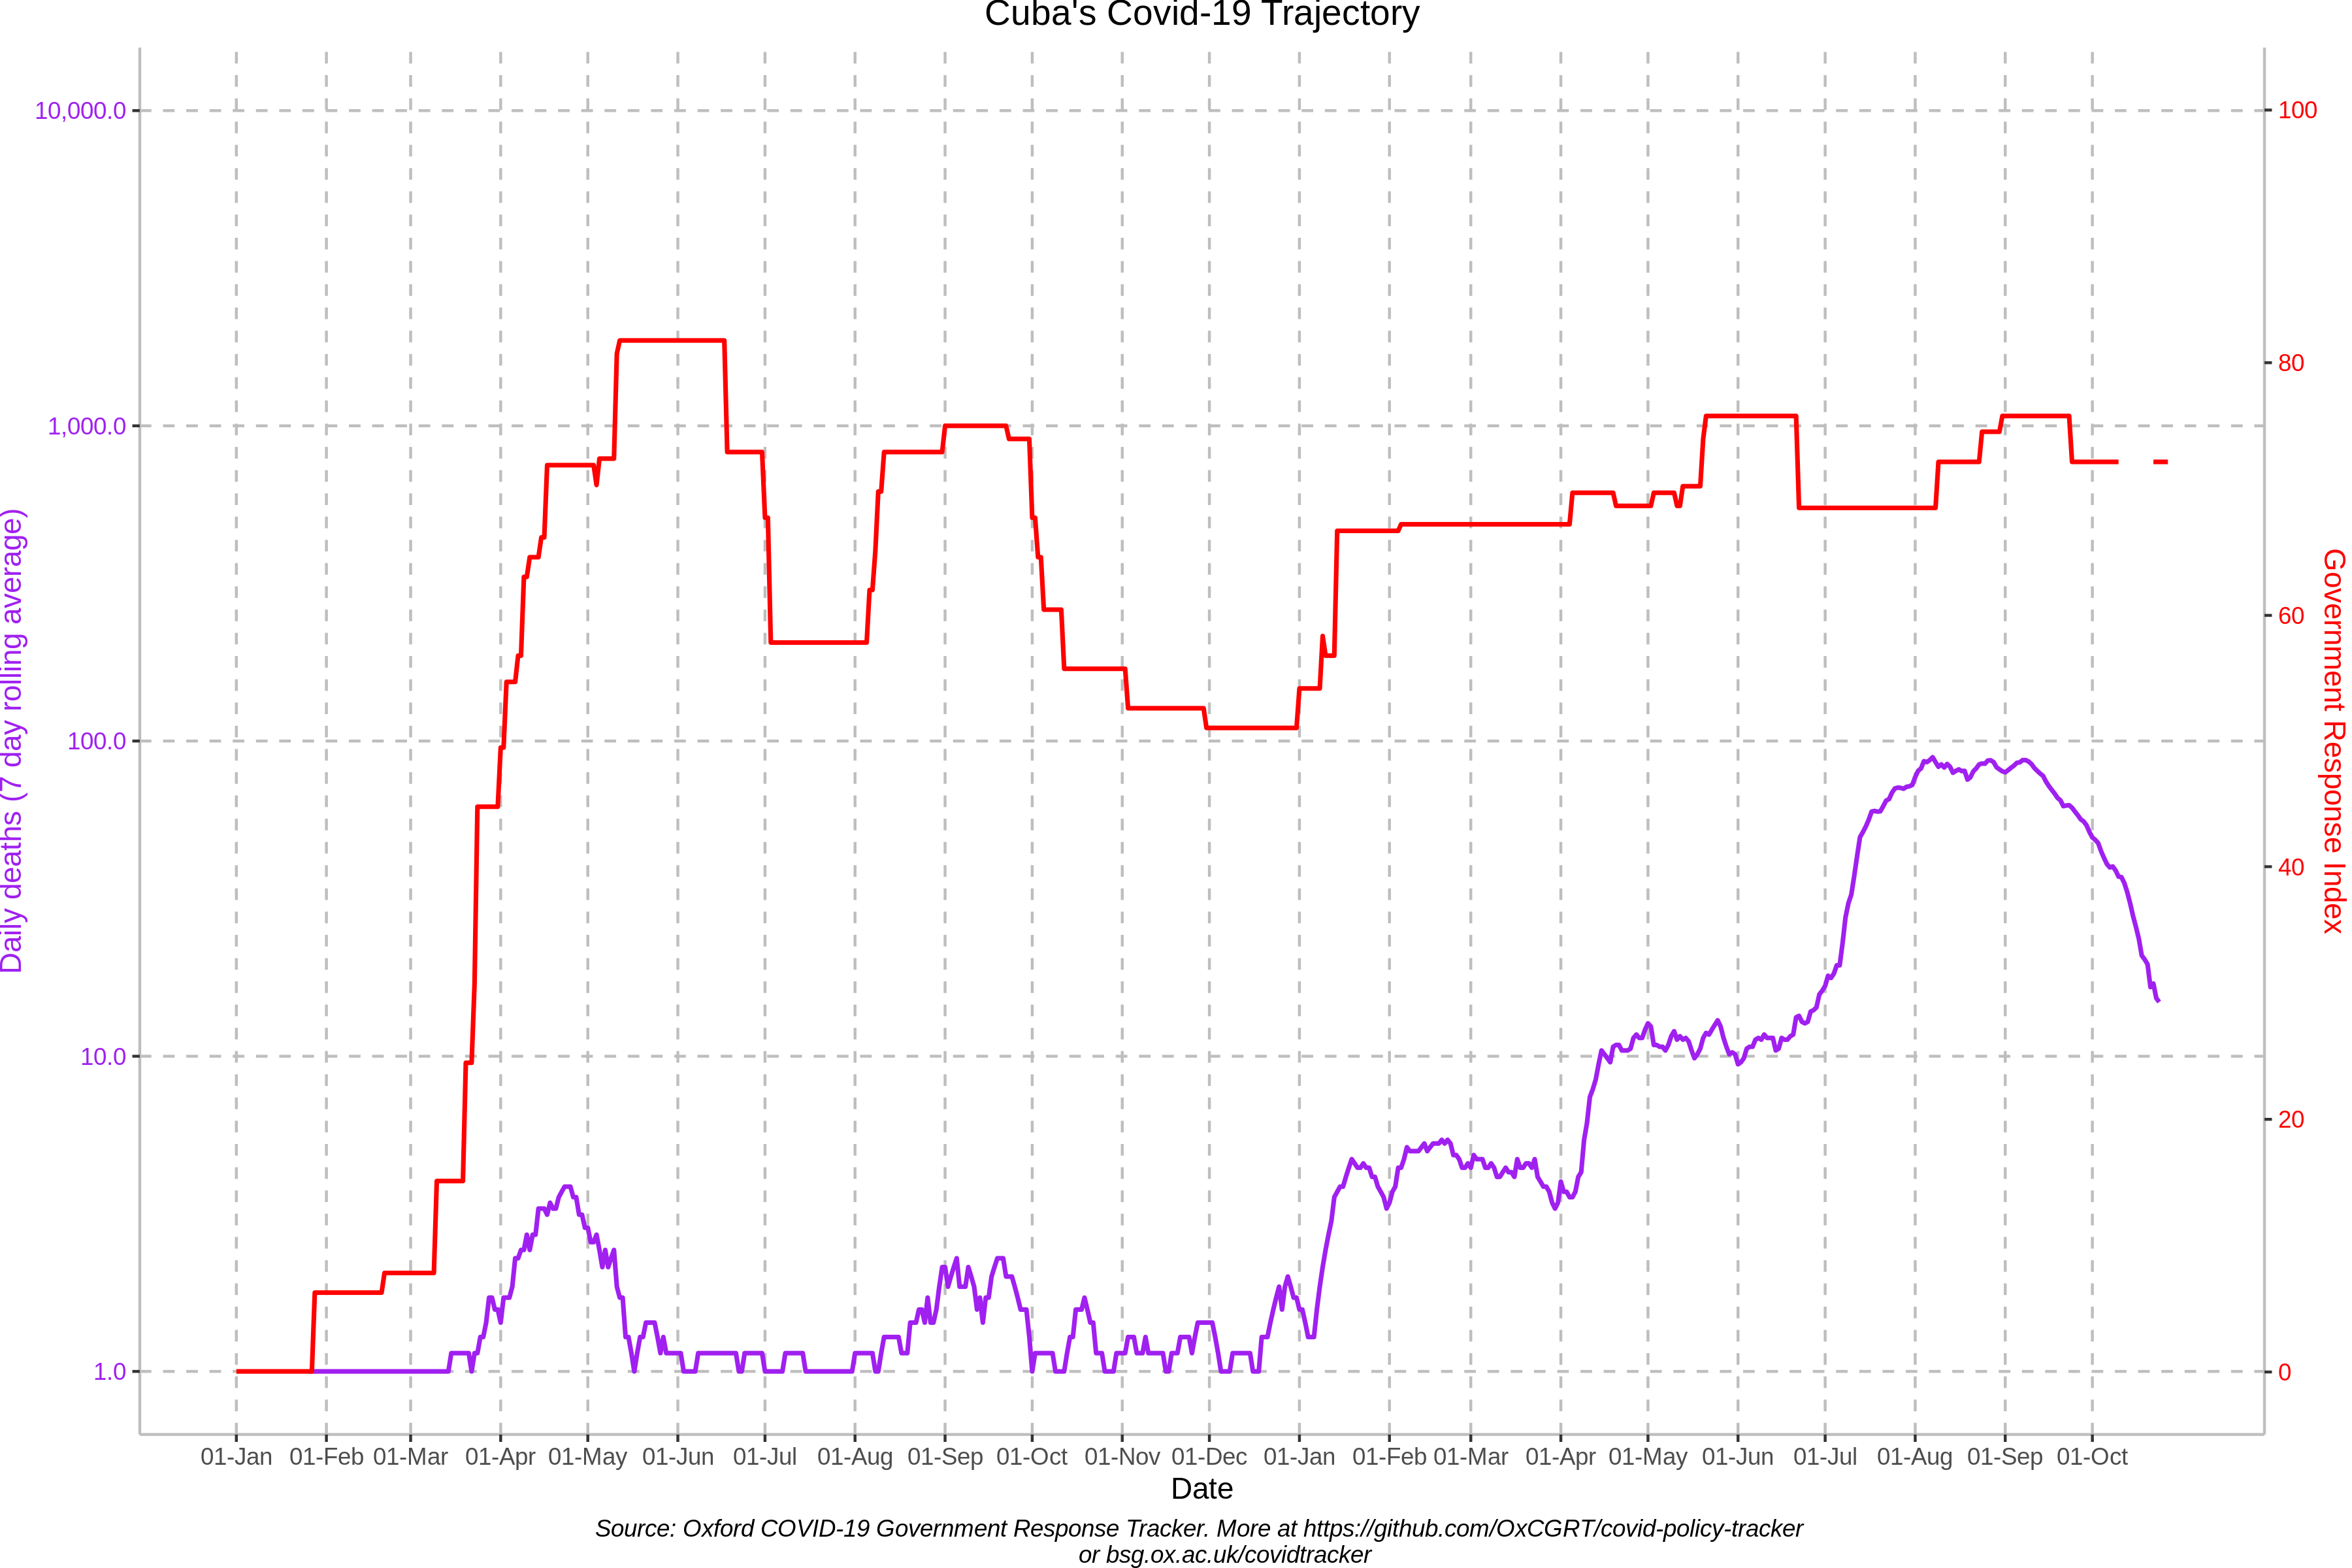 Cuba's Covid-19 Trajectory
10,000.0
1,000.0
100.0
10.0
1.0
Daily deaths (7 day rolling average)
100
80
60
40
20
0
Government Response Index
01-Jan 01-Feb 01-Mar 01-Apr 01-May 01-Jun 01-Jul 01-Aug 01-Sep 01-Oct 01-Nov 01-Dec 01-Jan 01-Feb 01-Mar 01-Apr 01-May 01-Jun 01-Jul 01-Aug 01-Sep 01-Oct
Date
Source: Oxford COVID-19 Government Response Tracker. More at https://github.com/OxCGRT/covid-policy-tracker
or bsg.ox.ac.uk/covidtracker